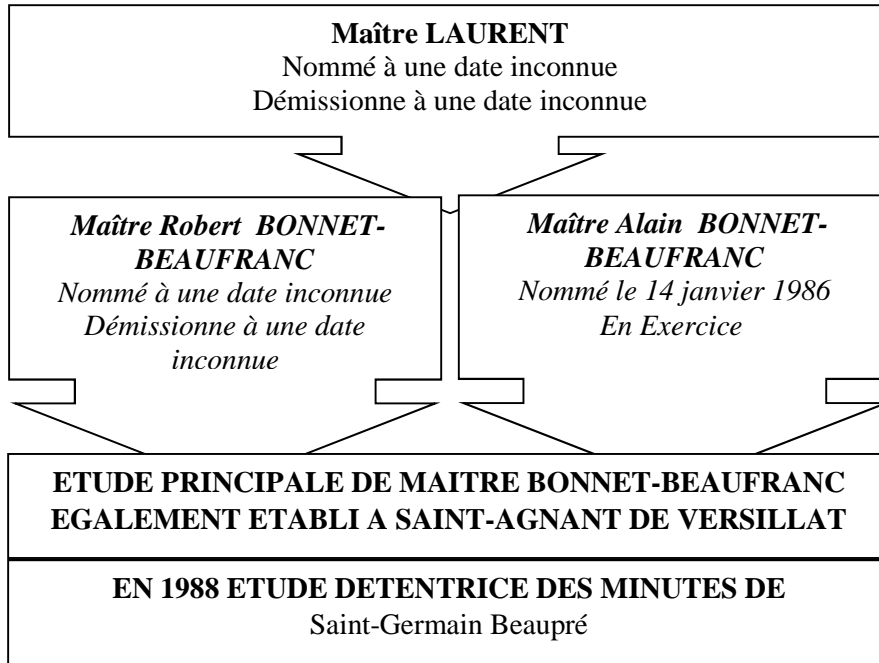 Maître LAURENT
Nommé à une date inconnue
Démissionne à une date inconnue
Maître Robert BONNET-
BEAUFRANC
Nommé à une date inconnue
Démissionne à une date
inconnue
Maître Alain BONNET-
BEAUFRANC
Nommé le 14 janvier 1986
En Exercice
ETUDE PRINCIPALE DE MAITRE BONNET-BEAUFRANC
EGALEMENT ETABLI A SAINT-AGNANT DE VERSILLAT
EN 1988 ETUDE DETENTRICE DES MINUTES DE
Saint-Germain Beaupré